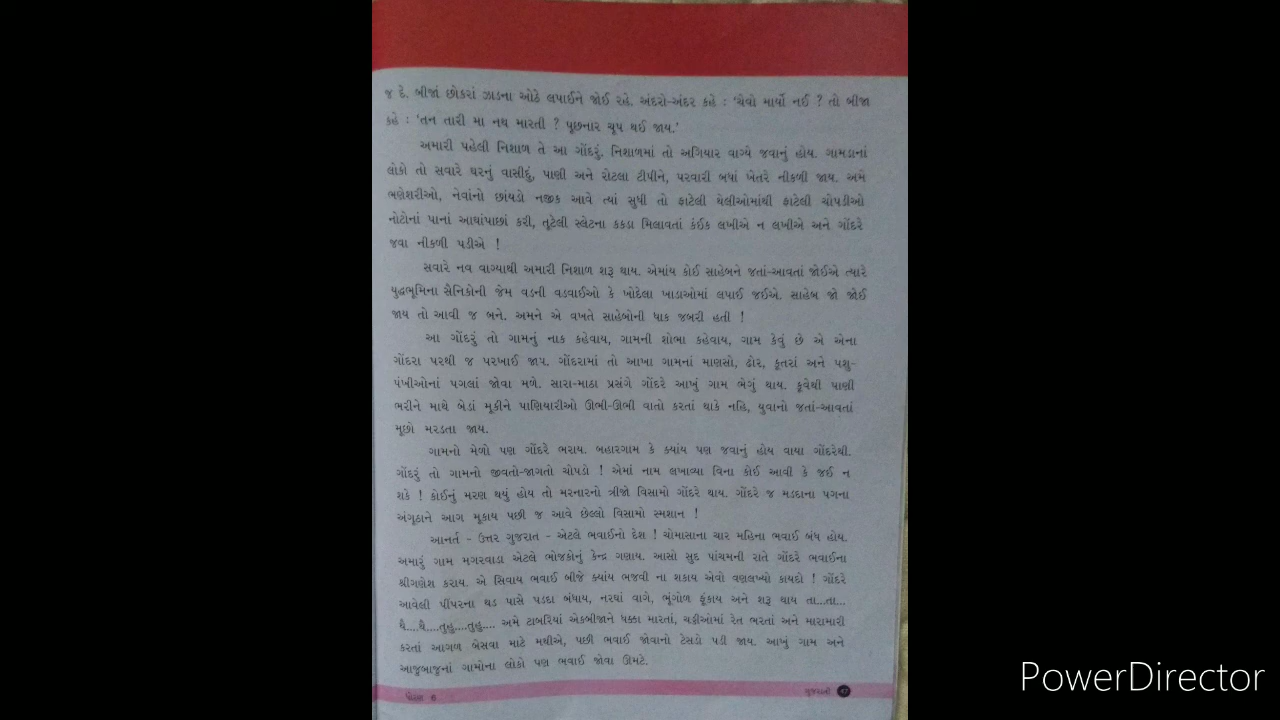 જ દે. બીજાં છોકરાં ઝાડના ઓઠે લપાઈને જોઈ રહે. અંદરો-અંદર કહે : 'ચેવો માર્યો નઈ ? તો બીજા
કહે : 'તન તારી મા નથ મારતી ? પૂછનાર ચૂપ થઈ જાય.'
અમારી પહેલી નિશાળ તે આ ગોંદરું. નિશાળમાં તો અગિયાર વાગ્યે જવાનું હોય. ગામડાનાં
લોકો તો સવારે ઘરનું વાસીદું, પાણી અને રોટલા ટીપીને, પરવારી બધાં ખેતરે નીકળી જાય. અમે
ભણેશરીઓ, નેવાંનો છાંયડો નજીક આવે ત્યાં સુધી તો ફાટેલી થેલીઓમાંથી ફાટેલી ચોપડીઓ
નોટોનાં પાનાં આઘાંપાછાં કરી, તૂટેલી સ્લેટના કકડા મિલાવતાં કંઈક લખીએ ન લખીએ અને ગોંદરે
જવા નીકળી પડીએ !
સવારે નવ વાગ્યાથી અમારી નિશાળ શરૂ થાય. એમાંય કોઈ સાહેબને જતાં-આવતાં જોઈએ ત્યારે
યુદ્ધભૂમિના સૈનિકોની જેમ વડની વડવાઈઓ કે ખોદેલા ખાડાઓમાં લપાઈ જઈએ. સાહેબ જો જોઈ
જાય તો આવી જ બને. અમને એ વખતે સાહેબોની ધાક જબરી હતી !
આ ગોંદરું તો ગામનું નાક કહેવાય, ગામની શોભા કહેવાય, ગામ કેવું છે એ એના
ગોંદરા પરથી જ પરખાઈ જાય. ગોંદરામાં તો આખા ગામનાં માણસો, ઢોર, કૂતરાં અને પશુ-
પંખીઓનાં પગલાં જોવા મળે. સારા-માઠા પ્રસંગે ગોંદરે આખું ગામ ભેગું થાય. કૂવેથી પાણી
ભરીને માથે બેડાં મૂકીને પાણિયારીઓ ઊભી-ઊભી વાતો કરતાં થાકે નહિ, યુવાનો જતાં-આવતાં
મૂછો મરડતા જાય.
ગામનો મેળો પણ ગોંદરે ભરાય. બહારગામ કે ક્યાંય પણ જવાનું હોય વાયા ગોંદરેથી.
ગોંદરું તો ગામનો જીવતો-જાગતો ચોપડો ! એમાં નામ લખાવ્યા વિના કોઈ આવી કે જઈ ન
શકે ! કોઈનું મરણ થયું હોય તો મરનારનો ત્રીજો વિસામો ગોંદરે થાય. ગોંદરે જ મડદાના પગના
અંગૂઠાને આગ મૂકાય પછી જ આવે છેલ્લો વિસામો સ્મશાન !
આનર્ત - ઉત્તર ગુજરાત - એટલે ભવાઈનો દેશ ! ચોમાસાના ચાર મહિના ભવાઈ બંધ હોય.
અમારું ગામ મગરવાડા એટલે ભોજકોનું કેન્દ્ર ગણાય. આસો સુદ પાંચમની રાતે ગોંદરે ભવાઈના
શ્રીગણેશ કરાય. એ સિવાય ભવાઈ બીજે ક્યાંય ભજવી ના શકાય એવો વણલખ્યો કાયદો ! ગોંદરે
આવેલી પીંપરના થડ પાસે પડદા બંધાય, નરઘાં વાગે, ભૂંગોળ ફૂંકાય અને શરૂ થાય તા...તા...
થૈ....થૈ....તુહુ....તુહુ.... અમે ટાબરિયાં એકબીજાને ધક્કા મારતાં, ચડ્ડીઓમાં રેત ભરતાં અને મારામારી
કરતાં આગળ બેસવા માટે મથીએ, પછી ભવાઈ જોવાનો ટેસડો પડી જાય. આખું ગામ અને
આજુબાજુનાં ગામોના લોકો પણ ભવાઈ જોવા ઊમટે.
ધોરણ 6
ગુજરાતી 47
PowerDirector